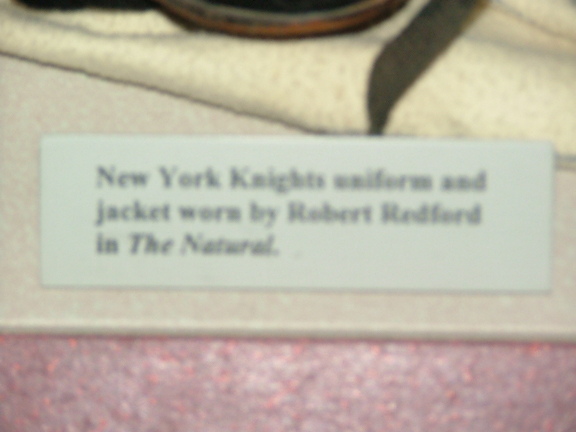 New York Knights uniform and
jacket worn by Robert Redford
in The Natural.